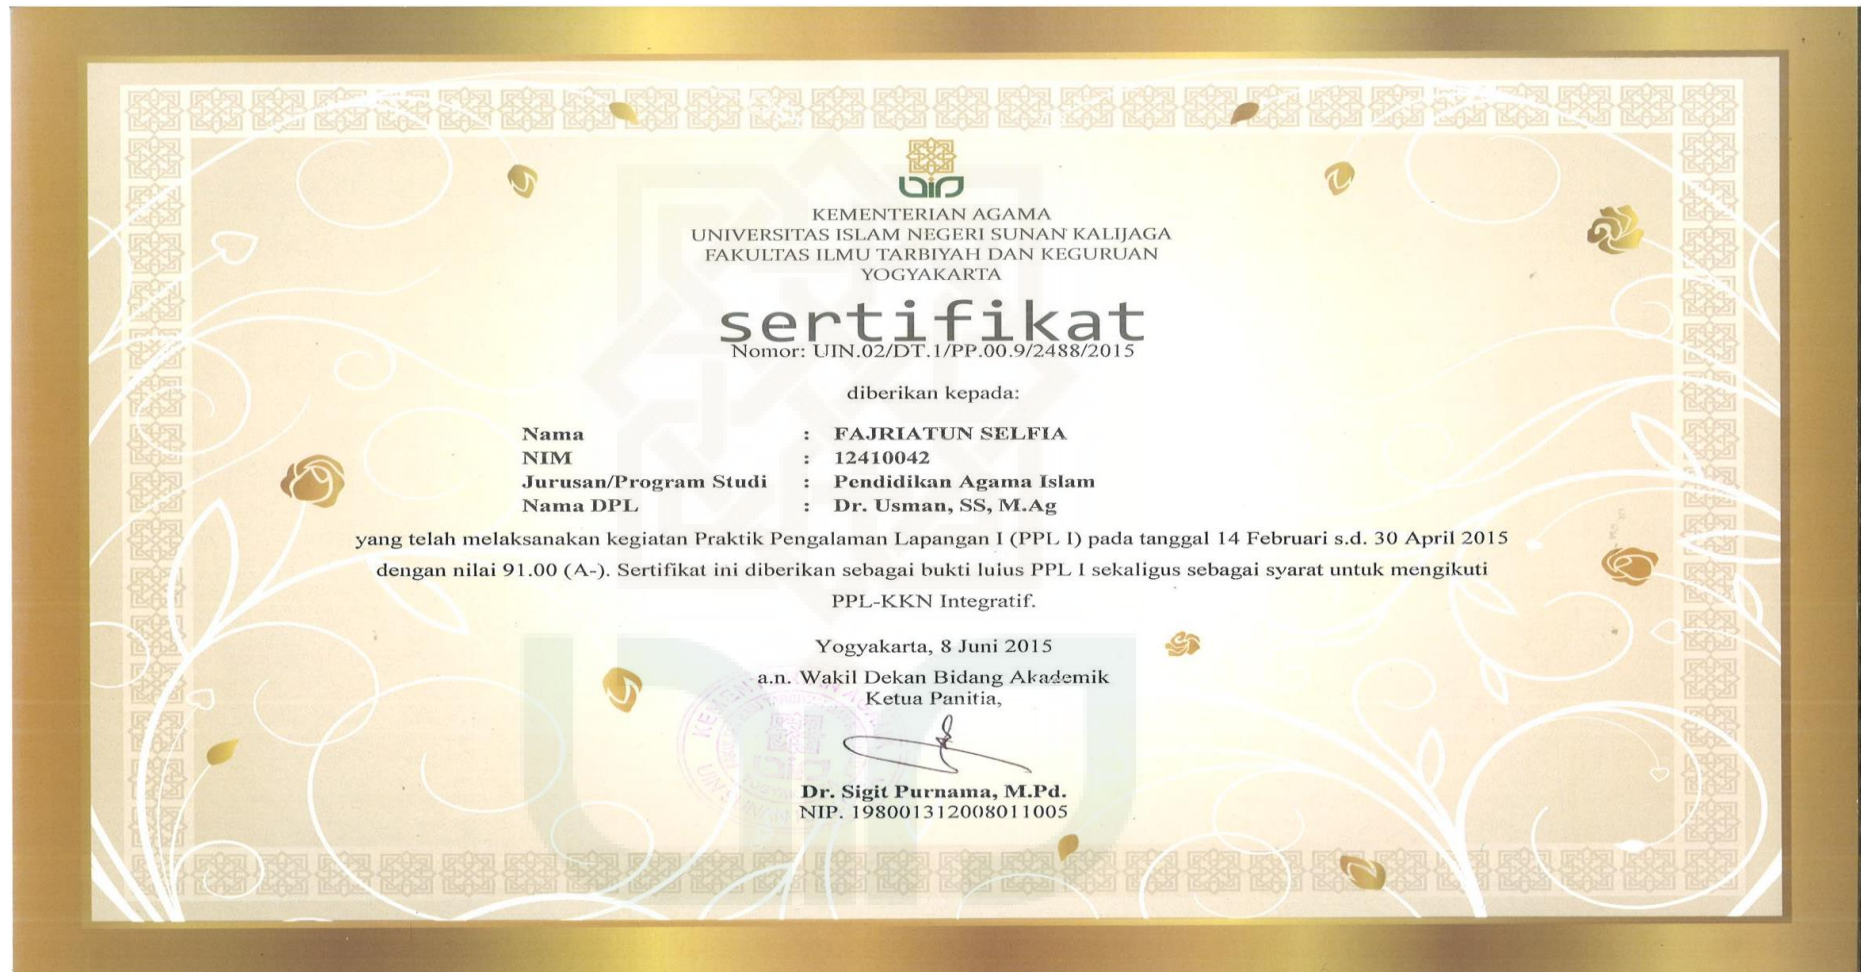 uin
KEMENTERIAN AGAMA
UNIVERSITAS ISLAM NEGERI SUNAN KALIJAGA
FAKULTAS ILMU TARBIYAH DAN KEGURUAN
YOGYAKARTA
sertifikat
Nomor: UIN.02/DT.1/PP.00.9/2488/2015
diberikan kepada:
Nama : FAJRIATUN SELFIA
NIM : 12410042
Jurusan/Program Studi : Pendidikan Agama Islam
Nama DPL : Dr. Usman, SS, M.Ag
yang telah melaksanakan kegiatan Praktik Pengalaman Lapangan I (PPL I) pada tanggal 14 Februari s.d. 30 April 2015
dengan nilai 91.00 (A-). Sertifikat ini diberikan sebagai bukti lulus PPL I sekaligus sebagai syarat untuk mengikuti
PPL-KKN Integratif.
Yogyakarta, 8 Juni 2015
a.n. Wakil Dekan Bidang Akademik
Ketua Panitia,
Dr. Sigit Purnama, M.Pd.
NIP. 198001312008011005